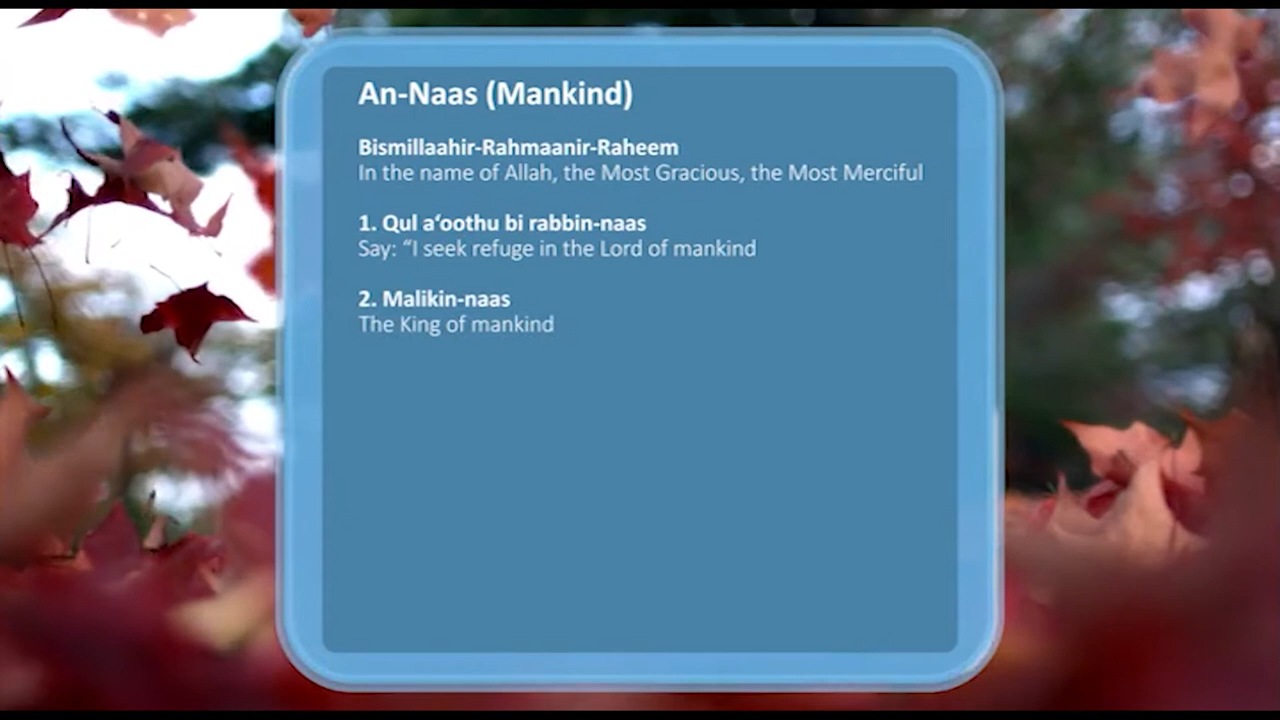 An-Naas (Mankind)
Bismillaahir-Rahmaanir-Raheem
In the name of Allah, the Most Gracious, the Most Merciful
1. Qul a‘oothu bi rabbin-naas
Say: “I seek refuge in the Lord of mankind
2. Malikin-naas
The King of mankind